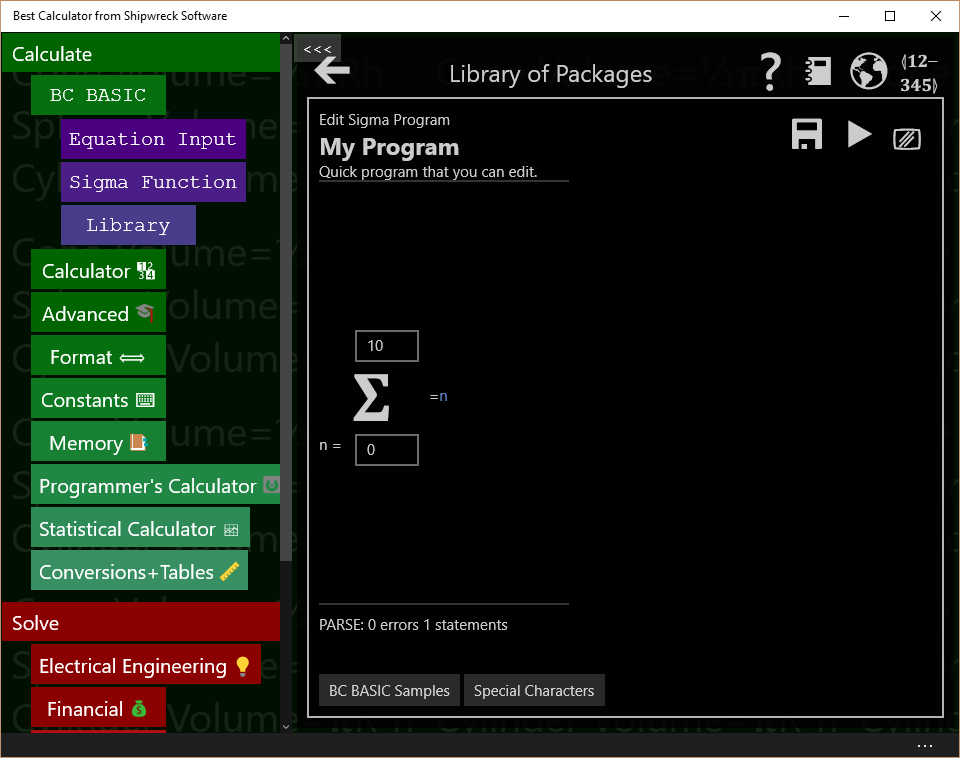 Best Calculator from Shipwreck Software
Calculate
BC BASIC
Equation Input
Sigma Function
Library
Calculator
Advanced
Format
Constants
Memory
Programmer's Calculator
Statistical Calculator
Conversions+Tables
Solve
Electrical Engineering
Financial
<<<
Library of Packages
?
(12–
345)
Edit Sigma Program
My Program
Quick program that you can edit.
10
Σ =n
n = 0
PARSE: 0 errors 1 statements
BC BASIC Samples
Special Characters
...